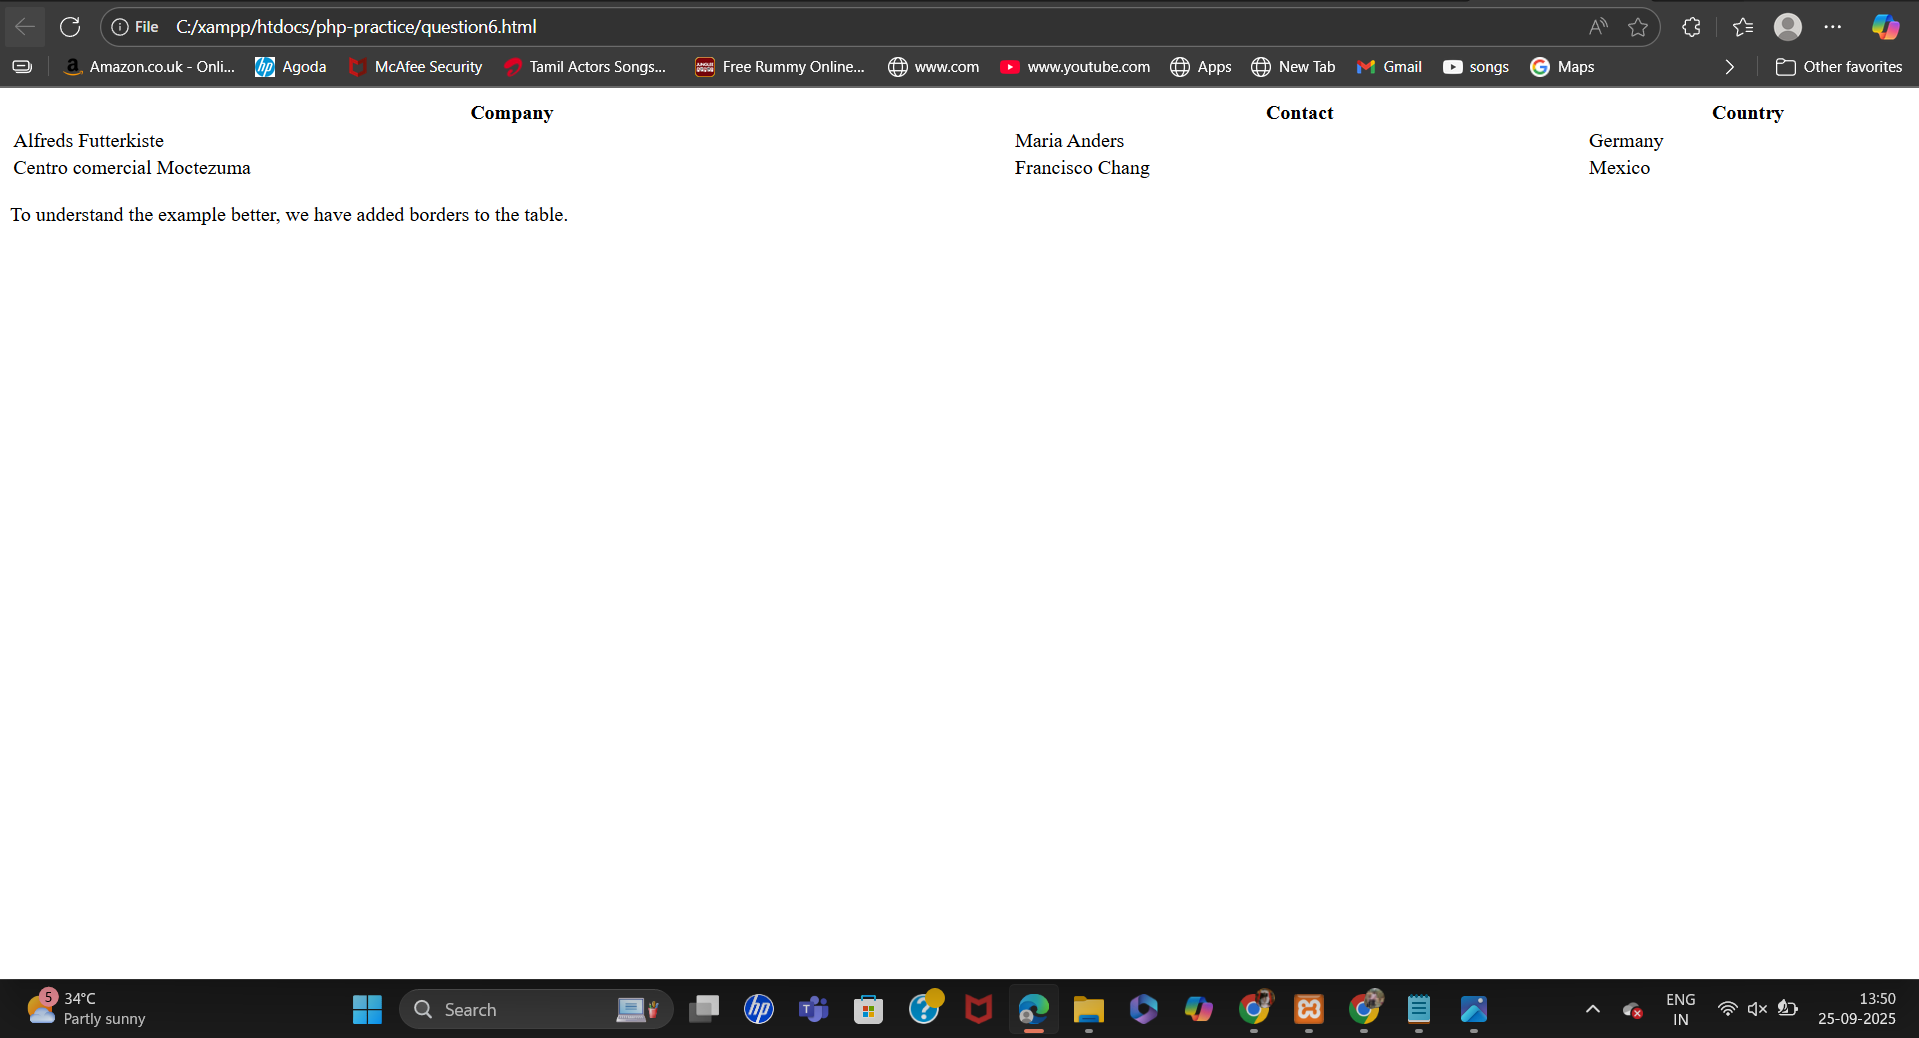 File C:/xampp/htdocs/php-practice/question6.html
Amazon.co.uk - Onli... Agoda McAfee Security Tamil Actors Songs... Free Rummy Online... www.com www.youtube.com Apps New Tab Gmail songs Maps Other favorites
Company Contact Country
Alfreds Futterkiste Maria Anders Germany
Centro comercial Moctezuma Francisco Chang Mexico
To understand the example better, we have added borders to the table.
5 34°C Search ENG 13:50
Partly sunny IN 25-09-2025